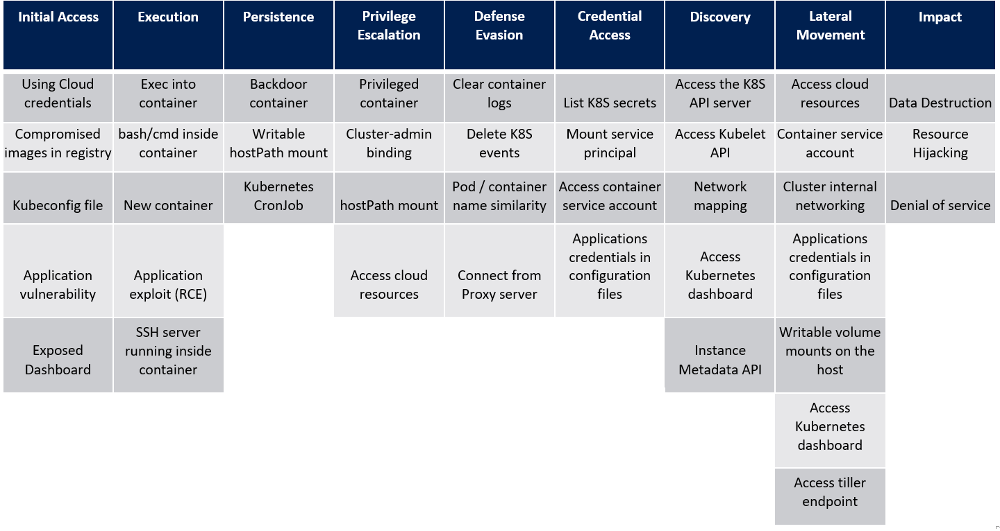 Initial Access
Execution
Persistence
Privilege
Escalation
Defense
Evasion
Credential
Access
Discovery
Lateral
Movement
Impact
Using Cloud
credentials
Exec into
container
Backdoor
container
Privileged
container
Clear container
logs
List K8S secrets
Access the K8S
API server
Access cloud
resources
Data Destruction
Compromised
images in registry
bash/cmd inside
container
Writable
hostPath mount
Cluster-admin
binding
Delete K8S
events
Mount service
principal
Access Kubelet
API
Container service
account
Resource
Hijacking
Kubeconfig file
New container
Kubernetes
CronJob
hostPath mount
Pod / container
name similarity
Access container
service account
Network
mapping
Cluster internal
networking
Denial of service
Application
vulnerability
Application
exploit (RCE)
Access cloud
resources
Connect from
Proxy server
Applications
credentials in
configuration
files
Access
Kubernetes
dashboard
Applications
credentials in
configuration
files
Exposed
Dashboard
SSH server
running inside
container
Instance
Metadata API
Writable volume
mounts on the
host
Access
Kubernetes
dashboard
Access tiller
endpoint